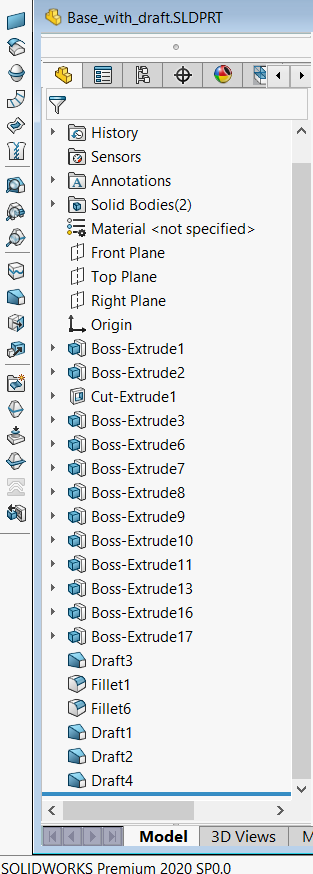 Base_with_draft.SLDPRT
History
Sensors
Annotations
Solid Bodies(2)
Material <not specified>
Front Plane
Top Plane
Right Plane
Origin
Boss-Extrude1
Boss-Extrude2
Cut-Extrude1
Boss-Extrude3
Boss-Extrude6
Boss-Extrude7
Boss-Extrude8
Boss-Extrude9
Boss-Extrude10
Boss-Extrude11
Boss-Extrude13
Boss-Extrude16
Boss-Extrude17
Draft3
Fillet1
Fillet6
Draft1
Draft2
Draft4
Model 3D Views M
SOLIDWORKS Premium 2020 SP0.0